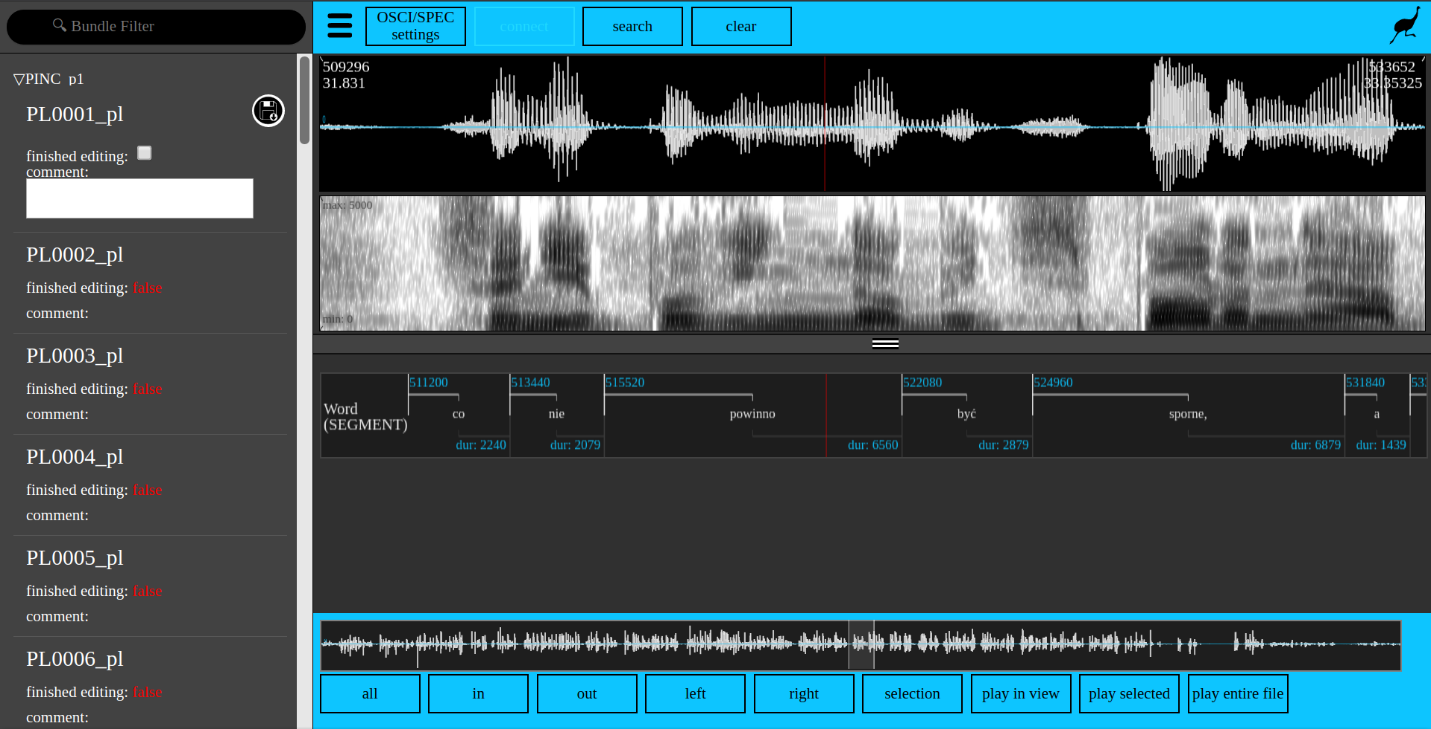 Bundle Filter
OSCI/SPEC settings
connect
search
clear
▽PINC p1
PL0001_pl
finished editing:
comment:
PL0002_pl
finished editing: false
comment:
PL0003_pl
finished editing: false
comment:
PL0004_pl
finished editing: false
comment:
PL0005_pl
finished editing: false
comment:
PL0006_pl
finished editing: false
comment:
509296
31.831
533652
33.35325
max: 5000
min: 0
511200
513440
515520
522080
524960
531840
Word
(SEGMENT)
co
nie
powinno
być
sporne,
a
dur: 2240
dur: 2079
dur: 6560
dur: 2879
dur: 6879
dur: 1439
all
in
out
left
right
selection
play in view
play selected
play entire file